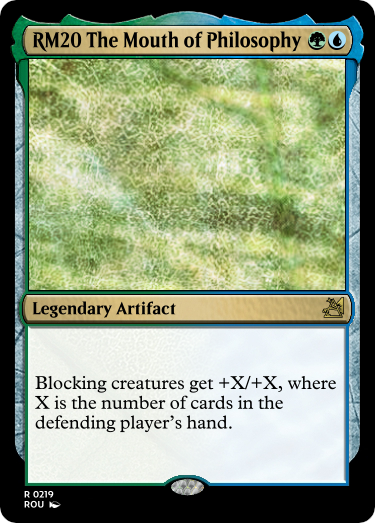 RM20 The Mouth of Philosophy
Legendary Artifact
Blocking creatures get +X/+X, where
X is the number of cards in the
defending player's hand.
R 0219
ROU